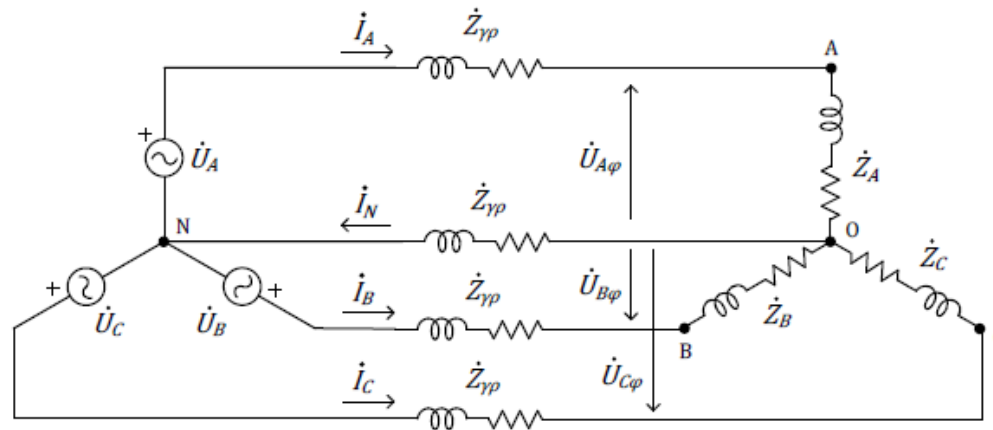 İ_A Ż_γρ A
+ U̇_A U̇_Aφ Ż_A
N İ_N Ż_γρ O
+ U̇_C U̇_B + İ_B Ż_γρ U̇_Bφ B Ż_B Ż_C
İ_C Ż_γρ U̇_Cφ